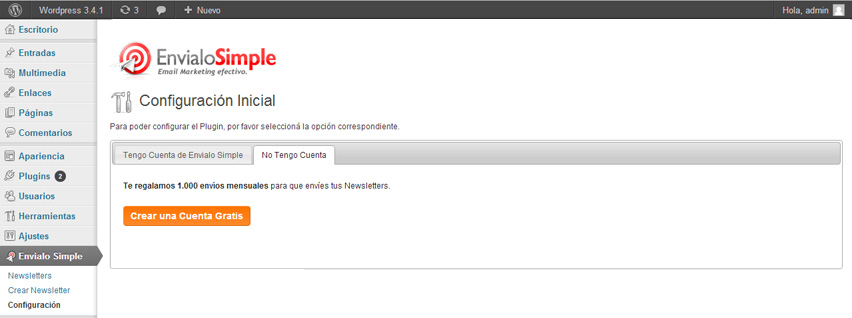 Wordpress 3.4.1 3 Nuevo Hola, admin
Escritorio
Entradas
Multimedia
Enlaces
Páginas
Comentarios
Apariencia
Plugins 2
Usuarios
Herramientas
Ajustes
Envialo Simple
Newsletters
Crear Newsletter
Configuración
EnvialoSimple
Email Marketing efectivo.
Configuración Inicial
Para poder configurar el Plugin, por favor seleccioná la opción correspondiente.
Tengo Cuenta de Envialo Simple No Tengo Cuenta
Te regalamos 1.000 envios mensuales para que envíes tus Newsletters.
Crear una Cuenta Gratis